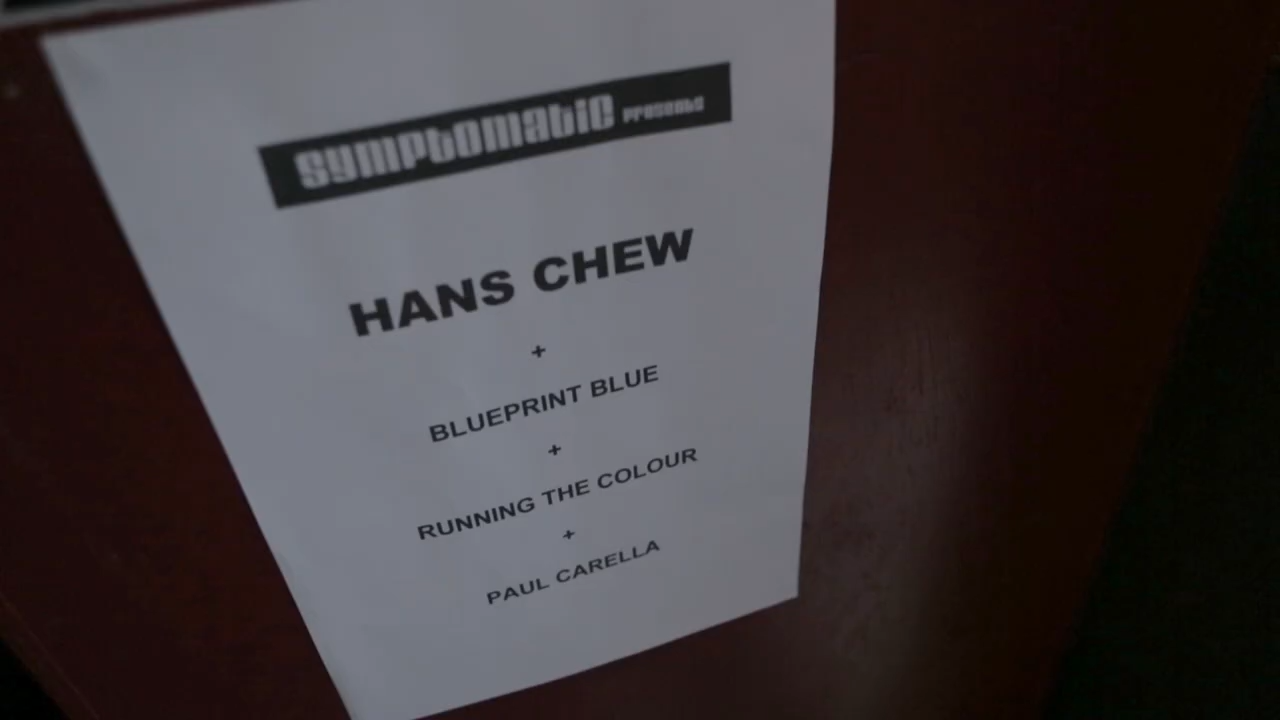 symptomatic presents
HANS CHEW
+
BLUEPRINT BLUE
+
RUNNING THE COLOUR
+
PAUL CARELLA